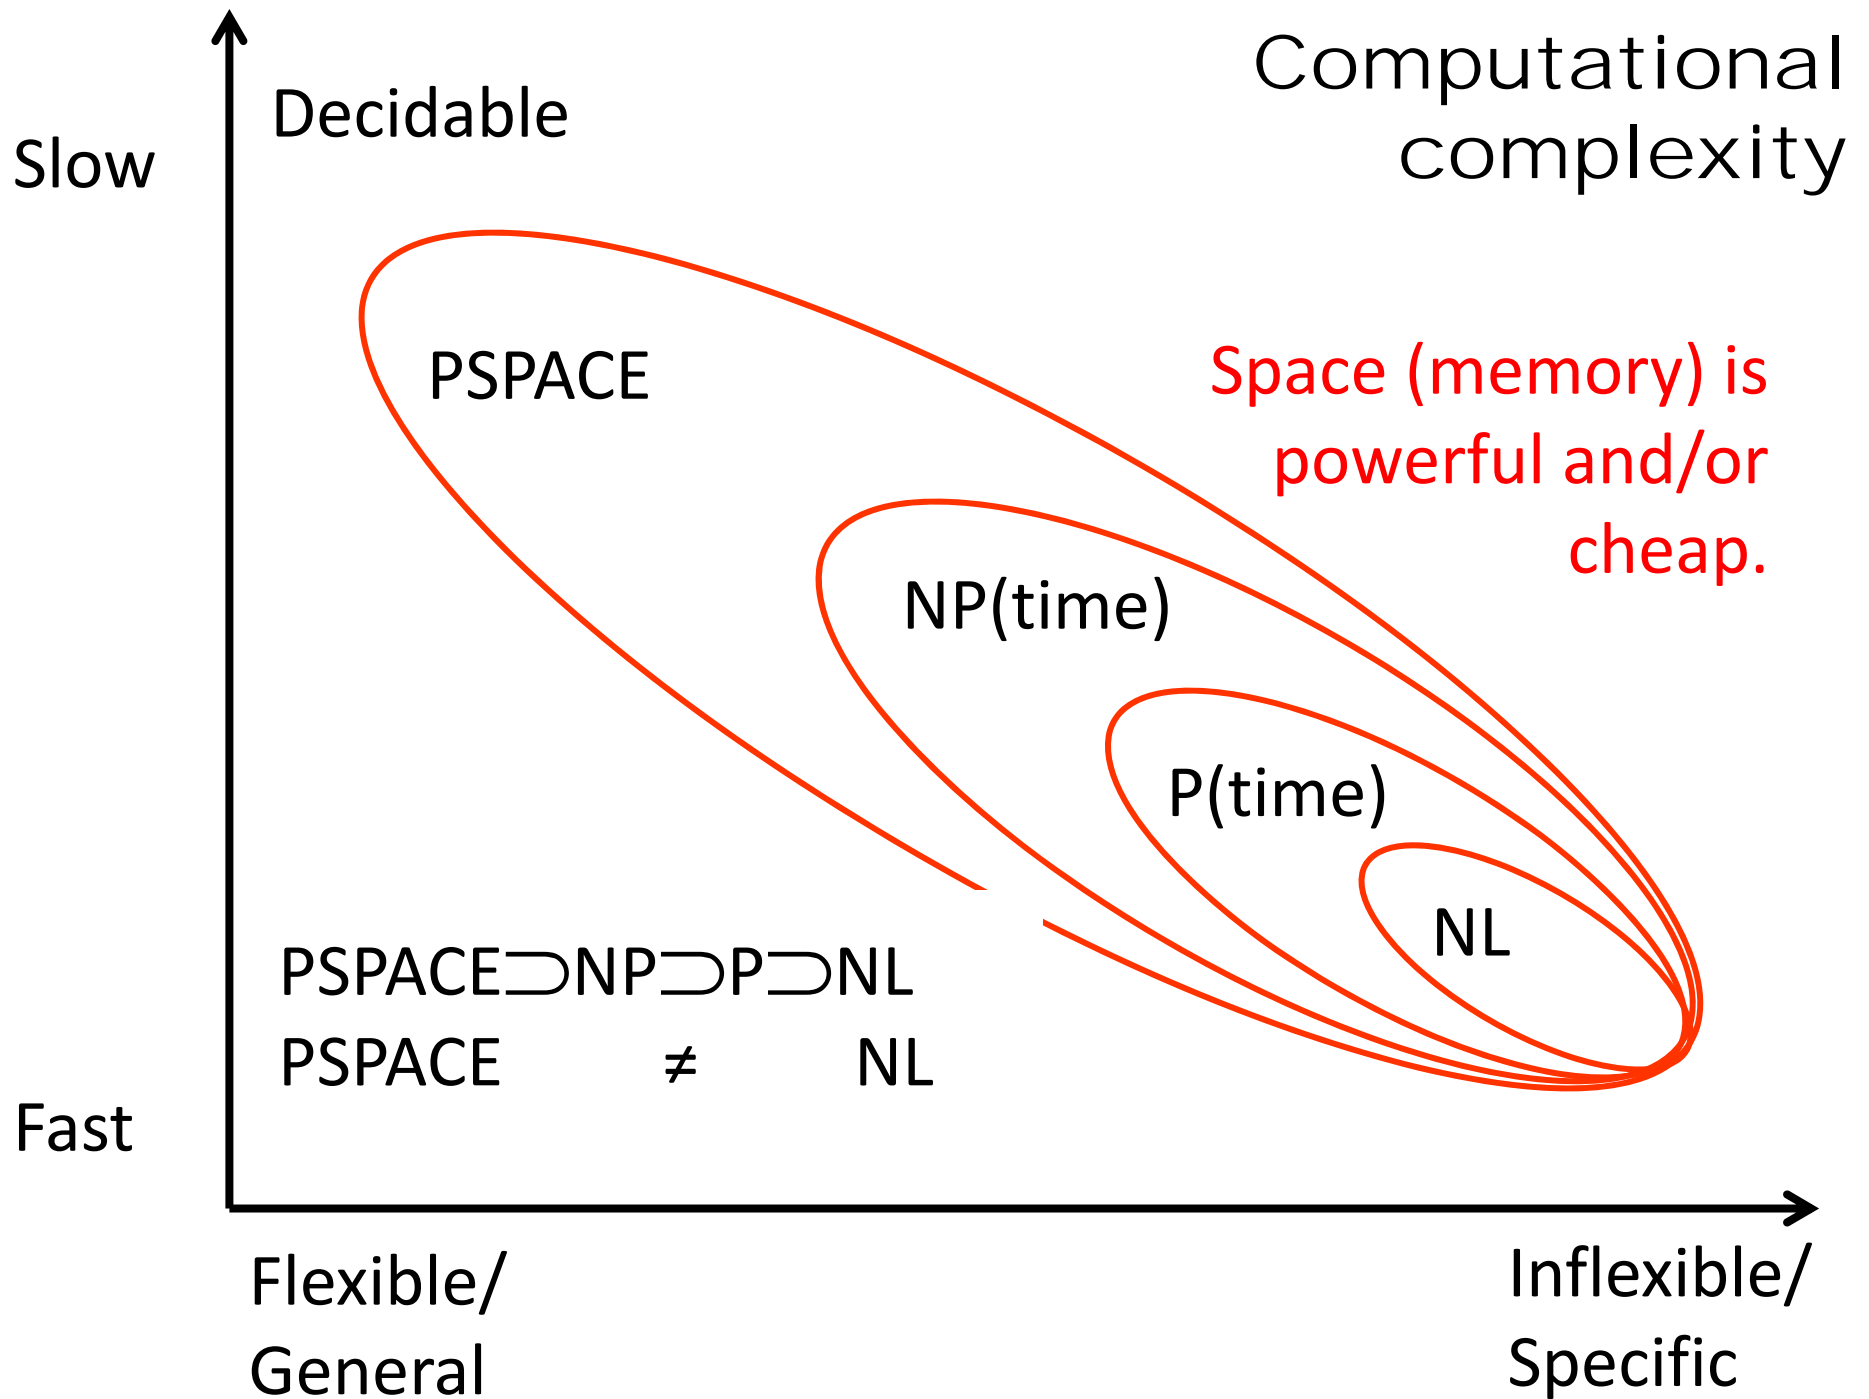 Computational
complexity
Decidable
Slow
PSPACE
Space (memory) is
powerful and/or
cheap.
NP(time)
P(time)
NL
PSPACE⊃NP⊃P⊃NL
PSPACE ≠ NL
Fast
Flexible/
General
Inflexible/
Specific